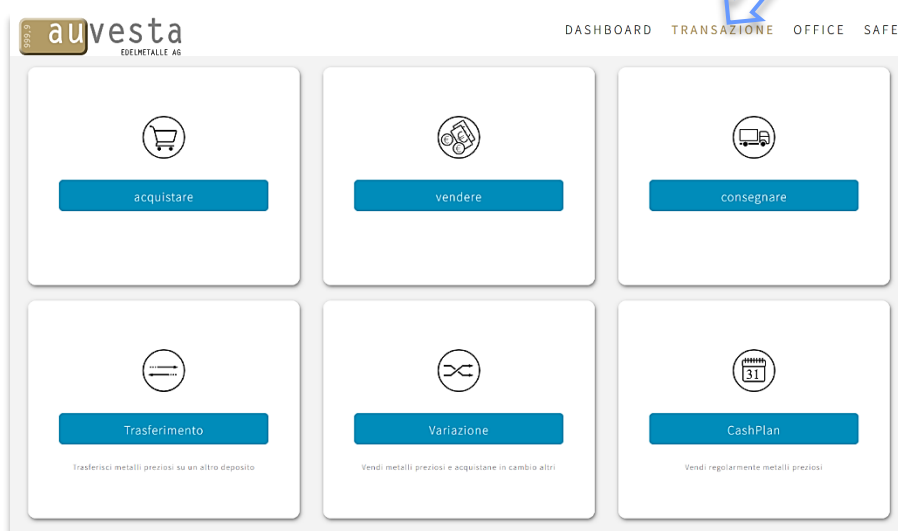 999.9 auvesta
EDELMETALLE AG
DASHBOARD TRANSAZIONE OFFICE SAFE
acquistare vendere consegnare
31
Trasferimento Variazione CashPlan
Trasferisci metalli preziosi su un altro deposito Vendi metalli preziosi e acquistane in cambio altri Vendi regolarmente metalli preziosi